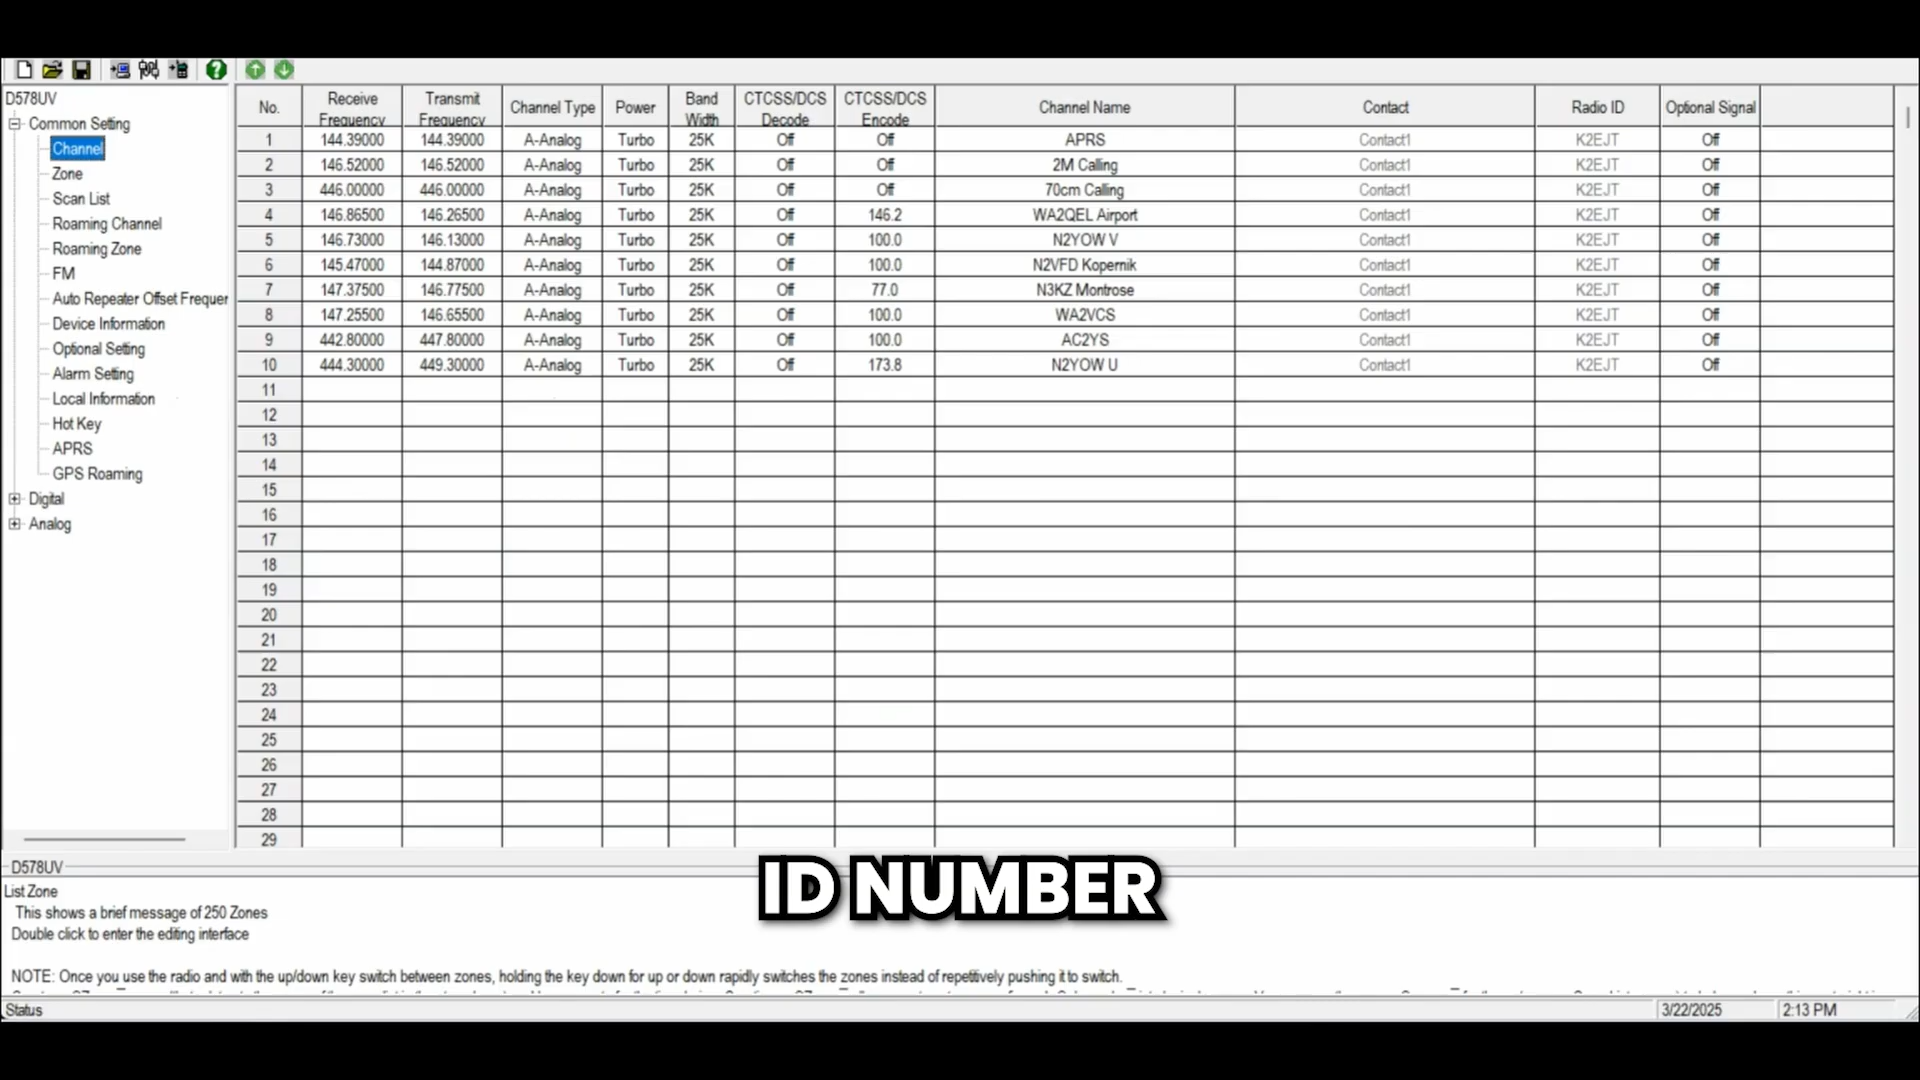 D578UV
Common Setting
Channel
Zone
Scan List
Roaming Channel
Roaming Zone
FM
Auto Repeater Offset Frequer
Device Information
Optional Setting
Alarm Setting
Local Information
Hot Key
APRS
GPS Roaming
Digital
Analog
No. Receive Frequency Transmit Frequency Channel Type Power Band Width CTCSS/DCS Decode CTCSS/DCS Encode Channel Name Contact Radio ID Optional Signal
1 144.39000 144.39000 A-Analog Turbo 25K Off Off APRS Contact1 K2EJT Off
2 146.52000 146.52000 A-Analog Turbo 25K Off Off 2M Calling Contact1 K2EJT Off
3 446.00000 446.00000 A-Analog Turbo 25K Off Off 70cm Calling Contact1 K2EJT Off
4 146.86500 146.26500 A-Analog Turbo 25K Off 146.2 WA2QEL Airport Contact1 K2EJT Off
5 146.73000 146.13000 A-Analog Turbo 25K Off 100.0 N2YOW V Contact1 K2EJT Off
6 145.47000 144.87000 A-Analog Turbo 25K Off 100.0 N2VFD Kopernik Contact1 K2EJT Off
7 147.37500 146.77500 A-Analog Turbo 25K Off 77.0 N3KZ Montrose Contact1 K2EJT Off
8 147.25500 146.65500 A-Analog Turbo 25K Off 100.0 WA2VCS Contact1 K2EJT Off
9 442.80000 447.80000 A-Analog Turbo 25K Off 100.0 AC2YS Contact1 K2EJT Off
10 444.30000 449.30000 A-Analog Turbo 25K Off 173.8 N2YOW U Contact1 K2EJT Off
11
12
13
14
15
16
17
18
19
20
21
22
23
24
25
26
27
28
29
D578UV
List Zone
This shows a brief message of 250 Zones
Double click to enter the editing interface
NOTE: Once you use the radio and with the up/down key switch between zones, holding the key down for up or down rapidly switches the zones instead of repetitively pushing it to switch.
ID NUMBER
Status
3/22/2025
2:13 PM